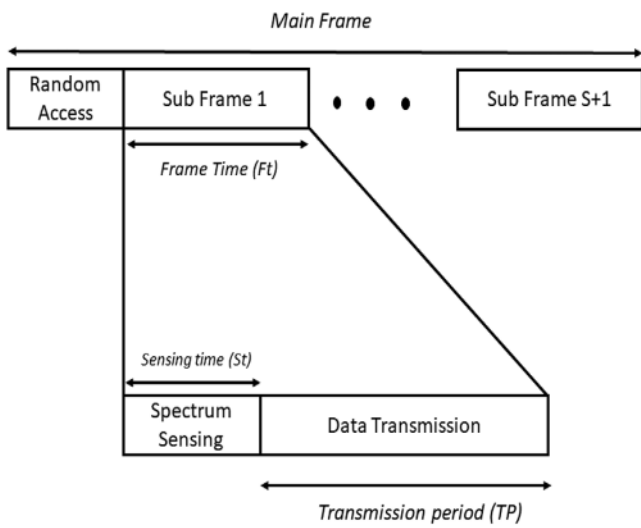 Main Frame
Random
Access
Sub Frame 1
Sub Frame S+1
Frame Time (Ft)
Sensing time (St)
Spectrum
Sensing
Data Transmission
Transmission period (TP)